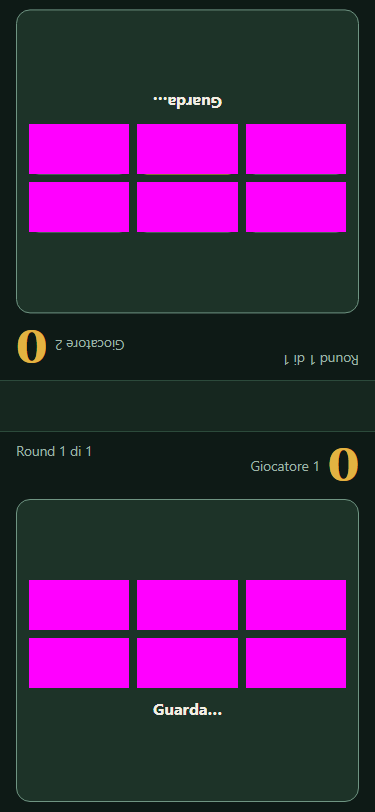 Guarda...
0 Giocatore 2
Round 1 di 1
Round 1 di 1
Giocatore 1 0
Guarda...